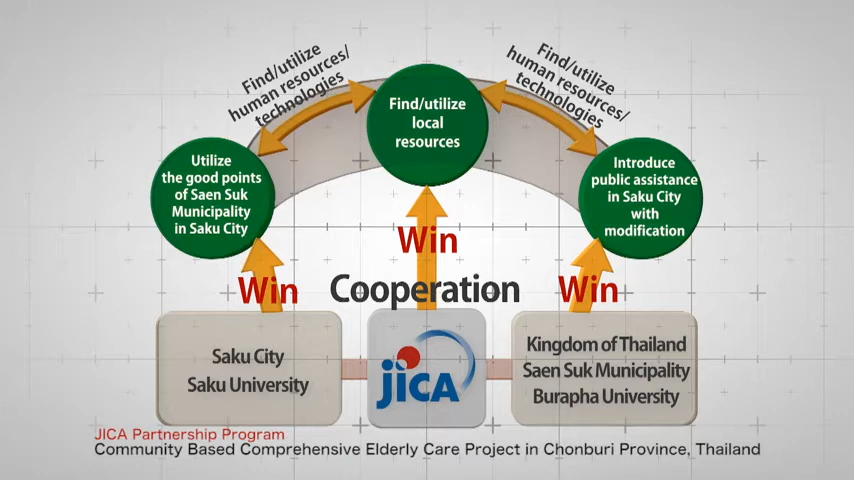 Find/utilize
human resources/
technologies
Find/utilize
human resources/
technologies
Find/utilize
local
resources
Utilize
the good points
of Saen Suk
Municipality
in Saku City
Introduce
public assistance
in Saku City
with
modification
Win
Win
Cooperation
Win
Saku City
Saku University
jICA
Kingdom of Thailand
Saen Suk Municipality
Burapha University
JICA Partnership Program
Community Based Comprehensive Elderly Care Project in Chonburi Province, Thailand